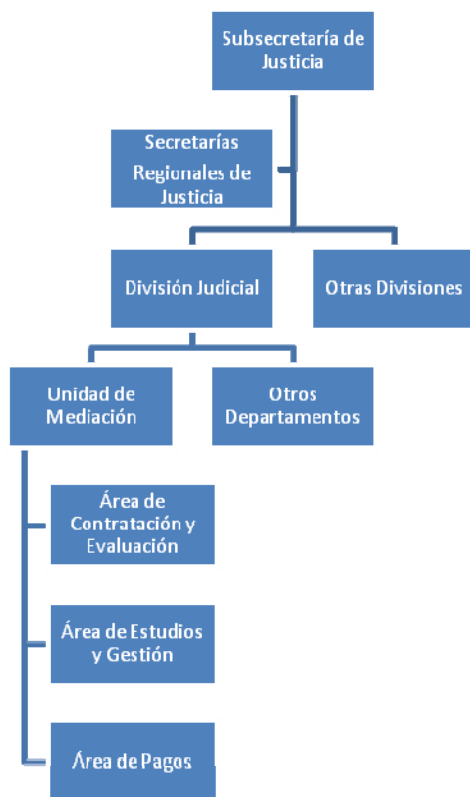 Subsecretaría de
Justicia
Secretarías
Regionales de
Justicia
División Judicial
Otras Divisiones
Unidad de
Mediación
Otros
Departamentos
Área de
Contratación y
Evaluación
Área de Estudios
y Gestión
Área de Pagos